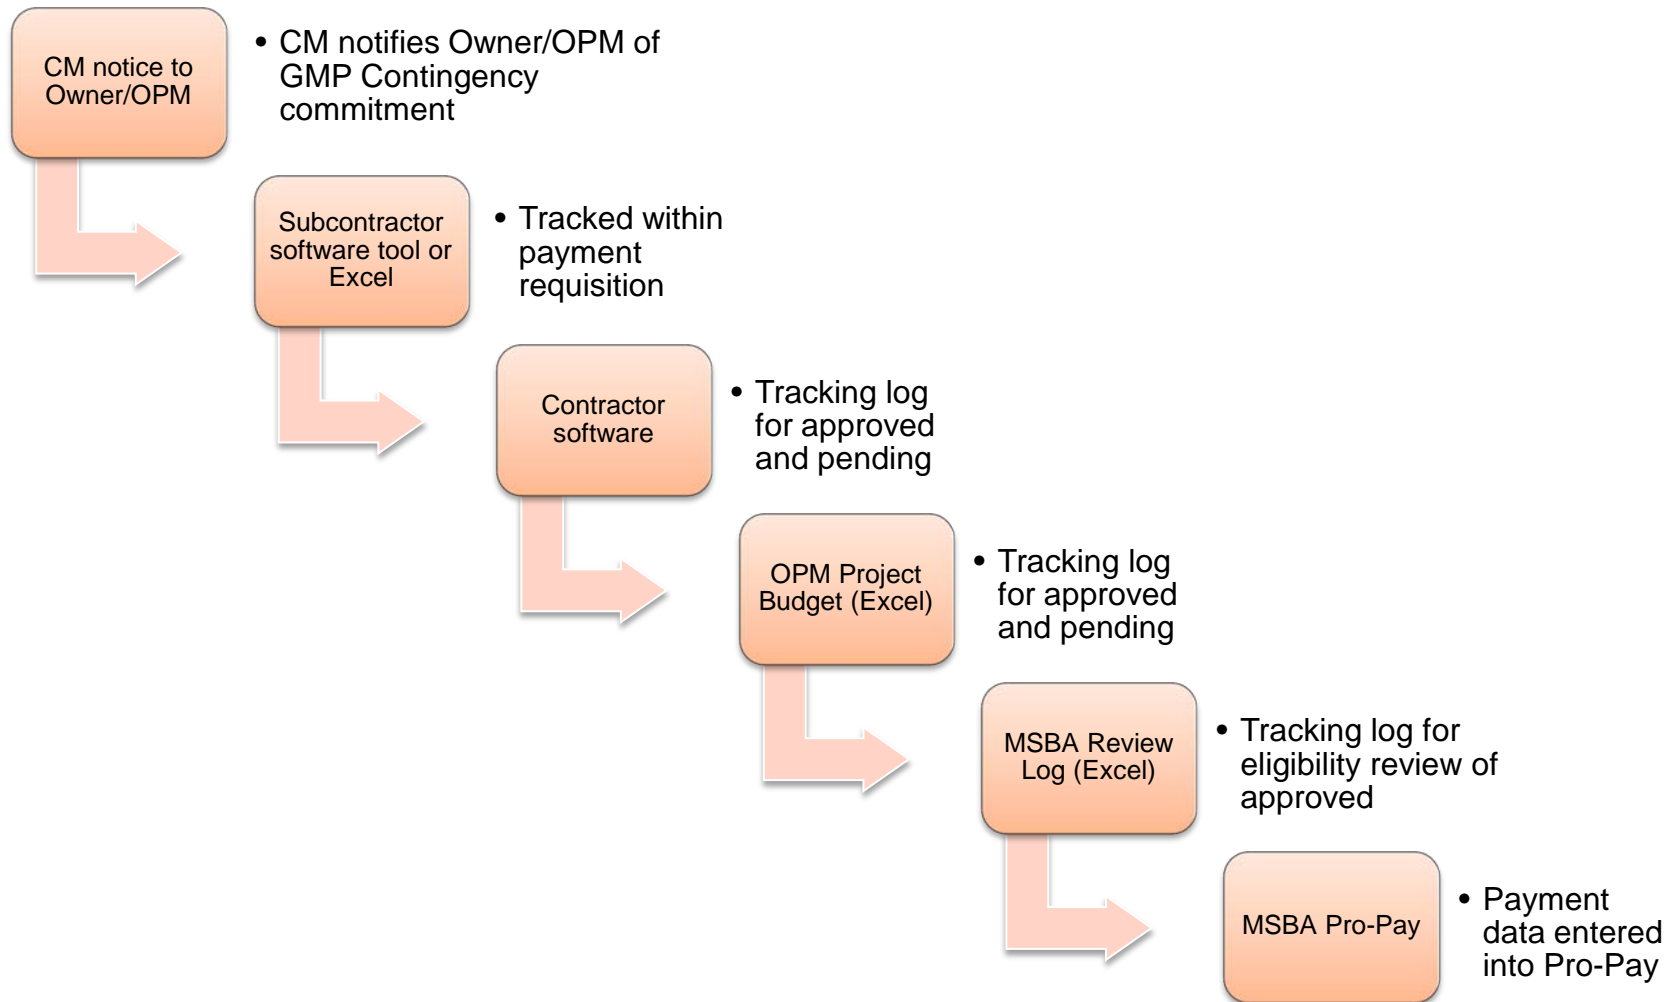 CM notice to
Owner/OPM
• CM notifies Owner/OPM of
GMP Contingency
commitment
Subcontractor
software tool or
Excel
• Tracked within
payment
requisition
Contractor
software
• Tracking log
for approved
and pending
OPM Project
Budget (Excel)
• Tracking log
for approved
and pending
MSBA Review
Log (Excel)
• Tracking log for
eligibility review of
approved
MSBA Pro-Pay
• Payment
data entered
into Pro-Pay